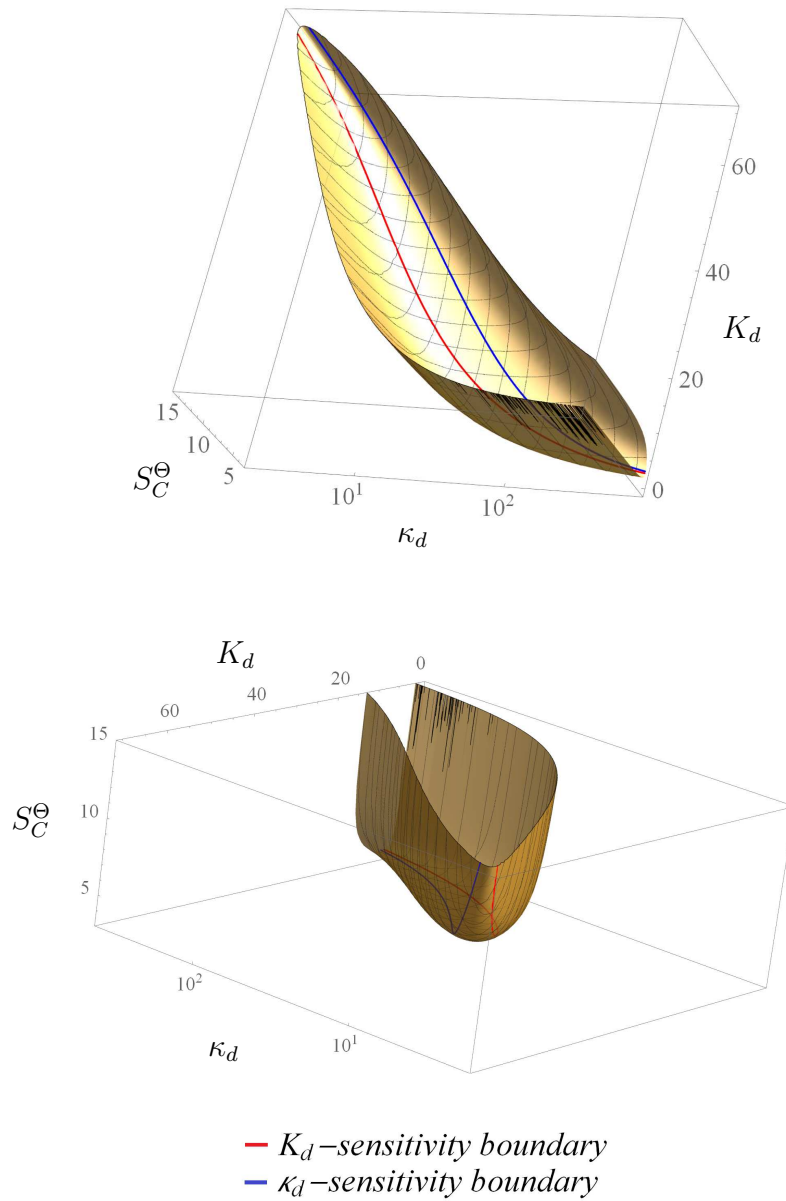 60
40
K_d
20
15
10
S_C^Θ
5
0
10^1
10^2
κ_d
K_d
0
20
40
60
15
10
S_C^Θ
5
10^2
10^1
κ_d
K_d–sensitivity boundary
κ_d–sensitivity boundary